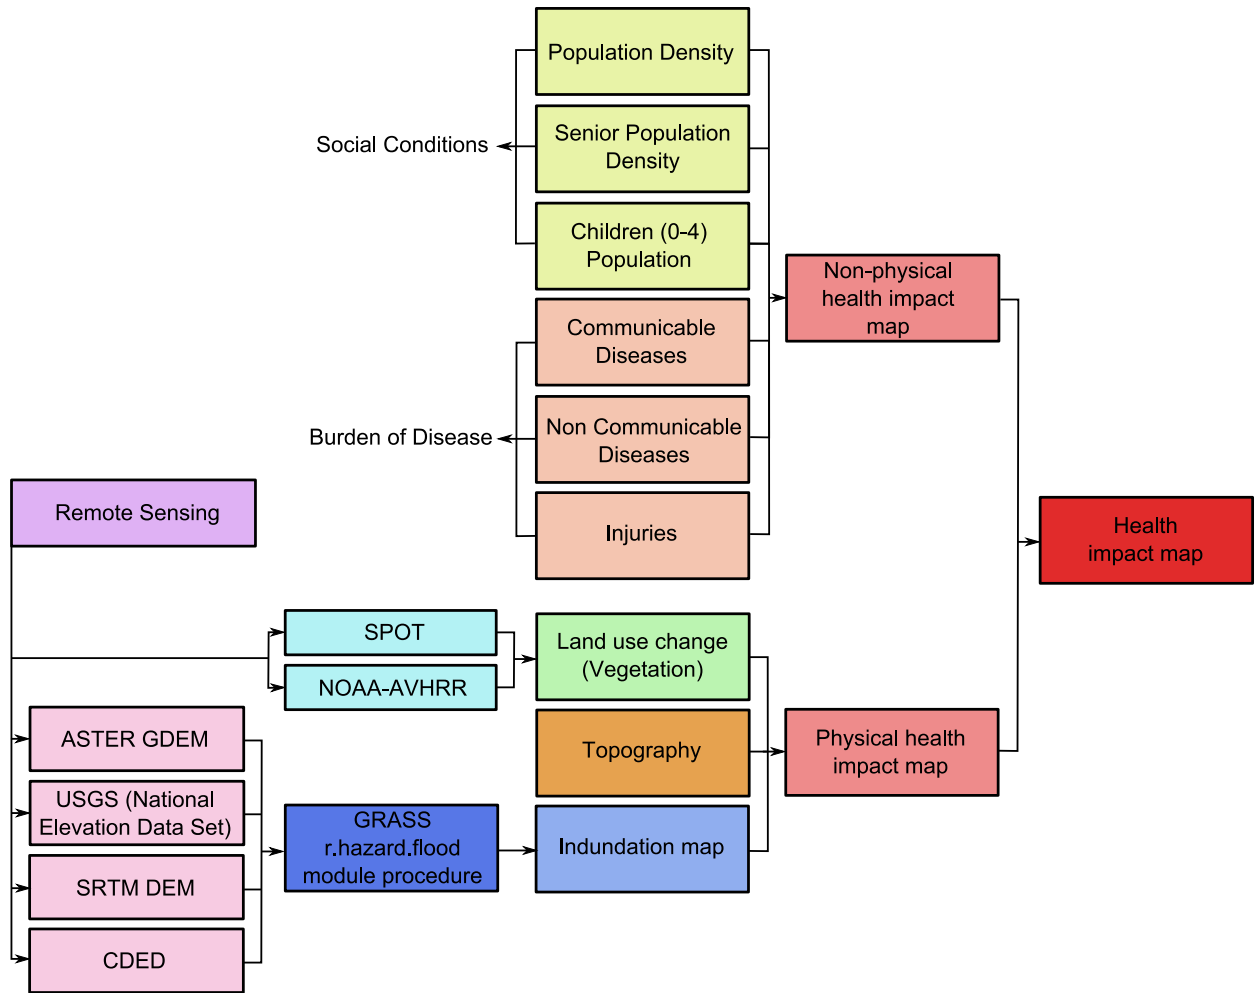 Population Density
Social Conditions
Senior Population
Density
Children (0-4)
Population
Non-physical
health impact
map
Communicable
Diseases
Burden of Disease
Non Communicable
Diseases
Remote Sensing
Injuries
Health
impact map
SPOT
NOAA-AVHRR
Land use change
(Vegetation)
ASTER GDEM
Topography
Physical health
impact map
USGS (National
Elevation Data Set)
GRASS
r.hazard.flood
module procedure
Indundation map
SRTM DEM
CDED